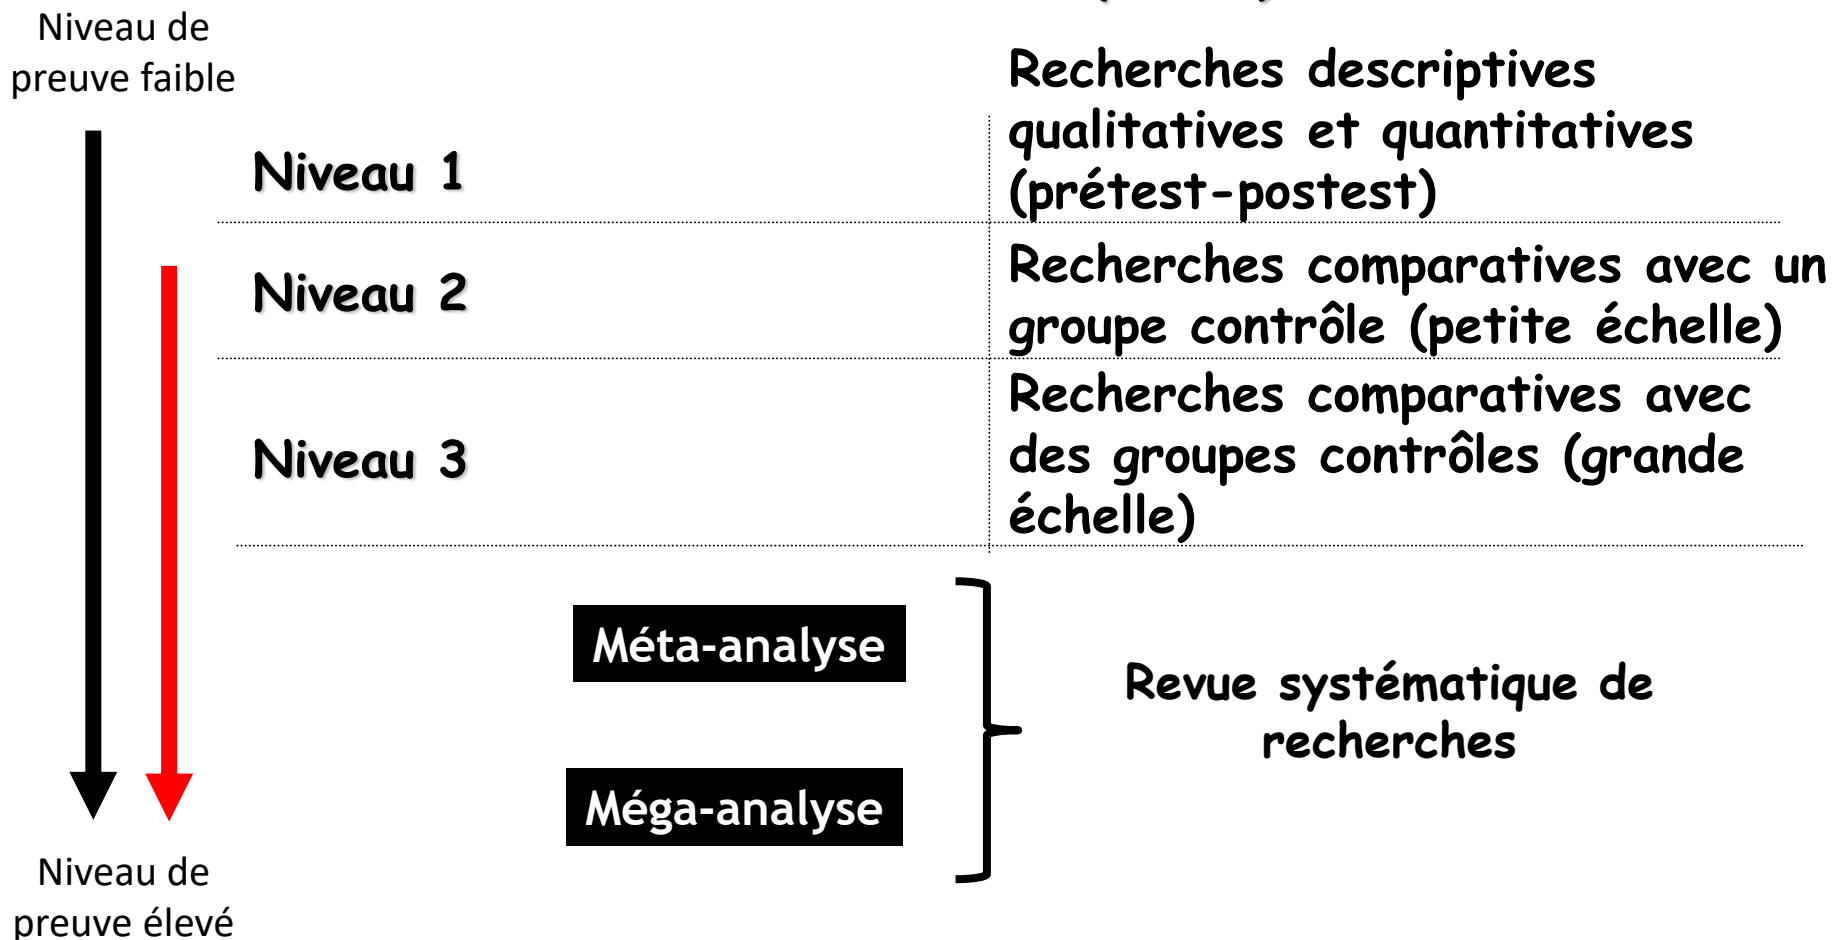 Niveau de
preuve faible
Recherches descriptives
qualitatives et quantitatives
(prétest-postest)
Niveau 1
Recherches comparatives avec un
groupe contrôle (petite échelle)
Niveau 2
Recherches comparatives avec
des groupes contrôles (grande
échelle)
Niveau 3
Méta-analyse
Méga-analyse
Revue systématique de
recherches
Niveau de
preuve élevé